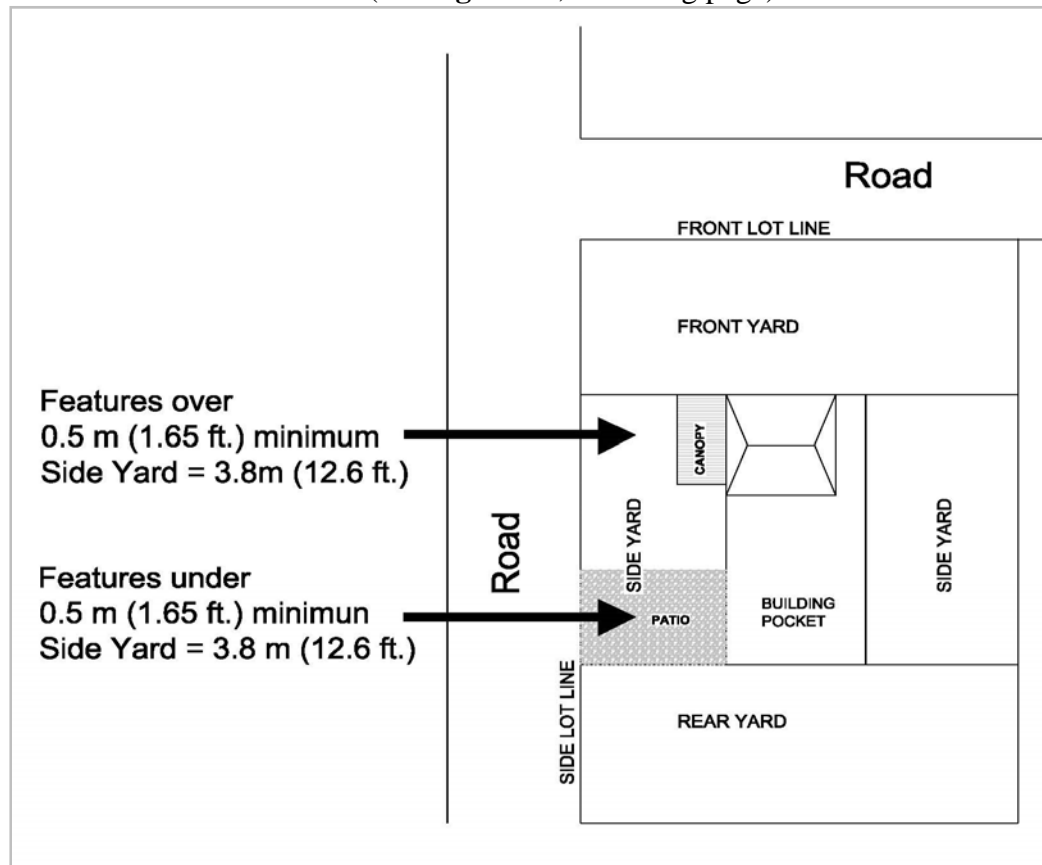 page)
Road
FRONT LOT LINE
FRONT YARD
Features over
0.5 m (1.65 ft.) minimum
Side Yard = 3.8m (12.6 ft.)
CANOPY
SIDE YARD
SIDE YARD
Road
Features under
0.5 m (1.65 ft.) minimun
Side Yard = 3.8 m (12.6 ft.)
PATIO
BUILDING
POCKET
SIDE LOT LINE
REAR YARD